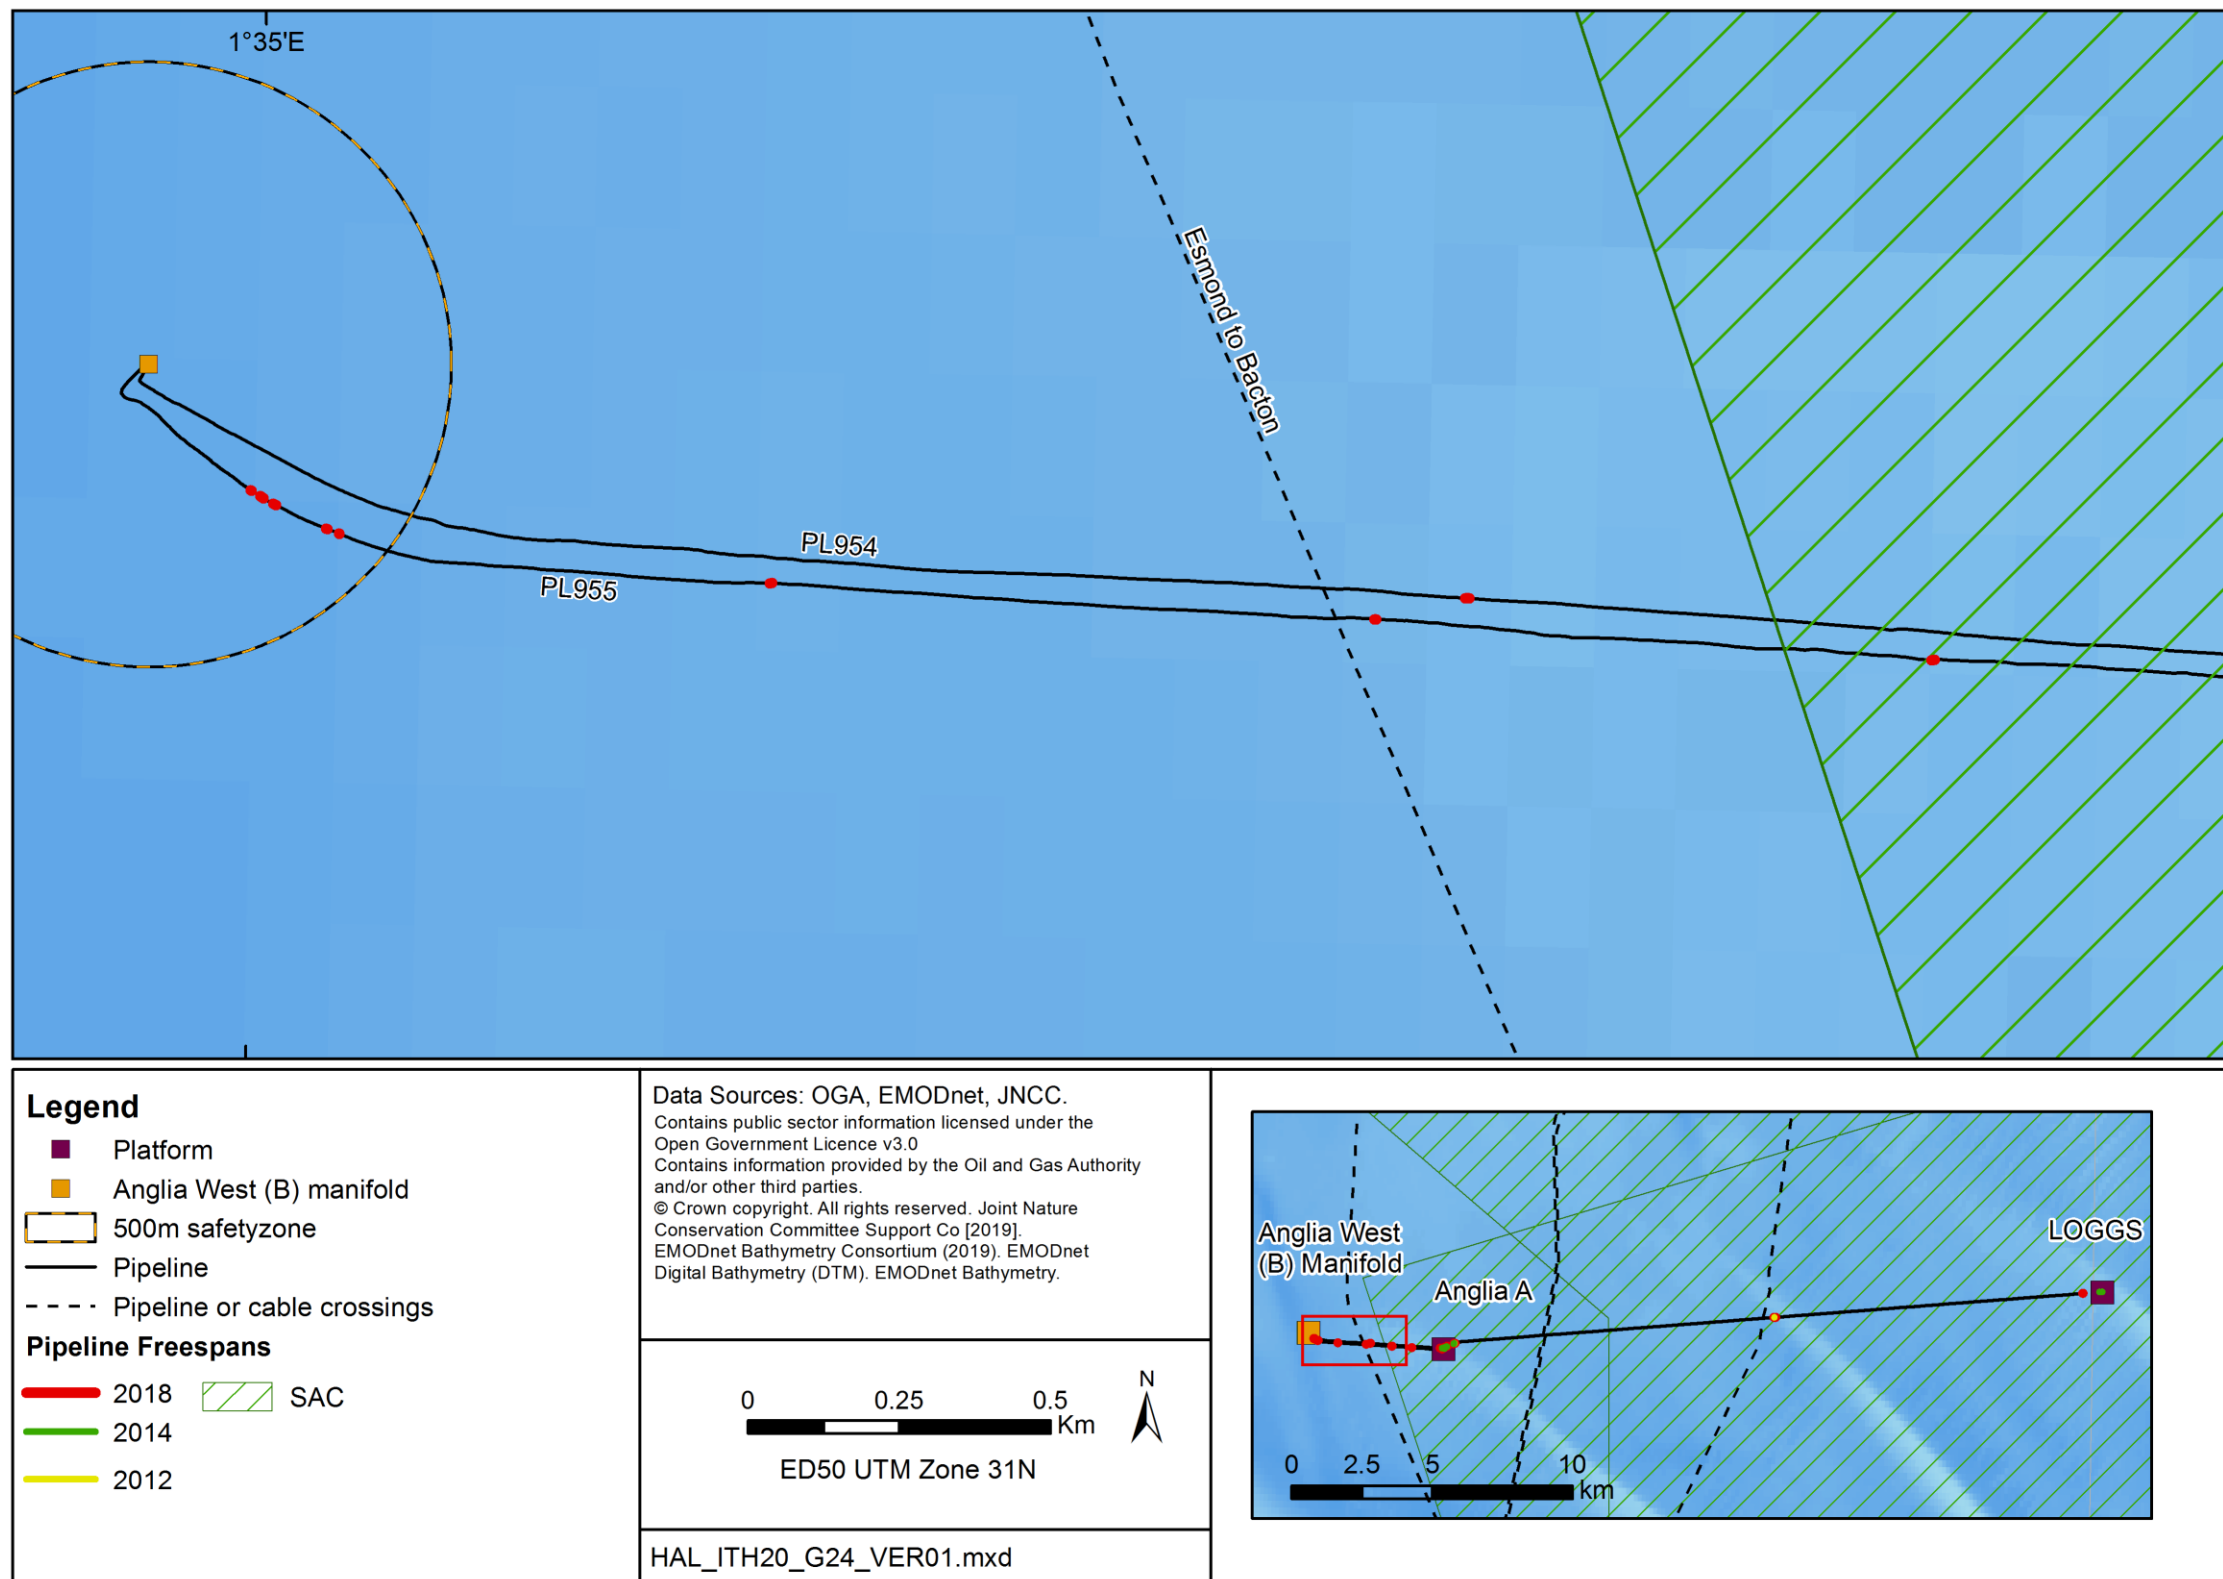 1°35'E
Esmond to Bacton
PL954
PL955
Legend
Platform
Anglia West (B) manifold
500m safetyzone
Pipeline
Pipeline or cable crossings
Pipeline Freespans
2018
SAC
2014
2012
Data Sources: OGA, EMODnet, JNCC.
Contains public sector information licensed under the
Open Government Licence v3.0
Contains information provided by the Oil and Gas Authority
and/or other third parties.
© Crown copyright. All rights reserved. Joint Nature
Conservation Committee Support Co [2019].
EMODnet Bathymetry Consortium (2019). EMODnet
Digital Bathymetry (DTM). EMODnet Bathymetry.
0 0.25 0.5
Km
N
ED50 UTM Zone 31N
HAL_ITH20_G24_VER01.mxd
Anglia West
(B) Manifold
Anglia A
LOGGS
0 2.5 5 10
km